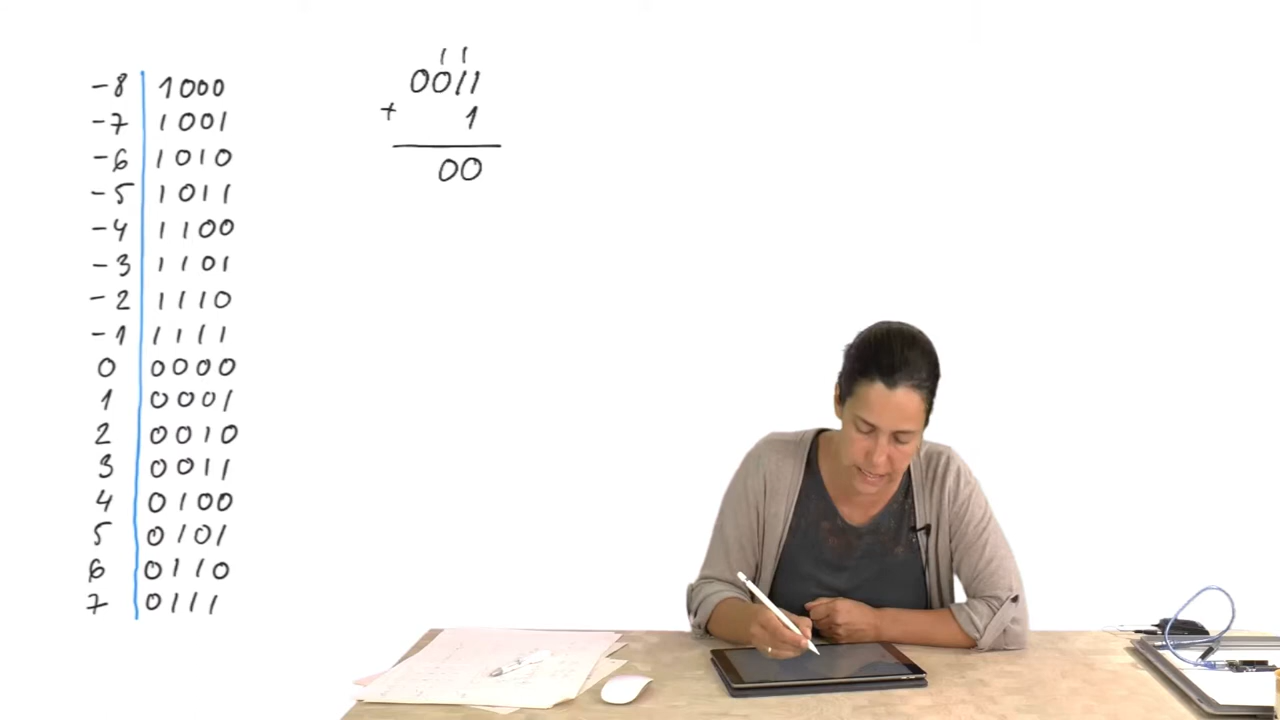 -8 | 1000
-7 | 1001
-6 | 1010
-5 | 1011
-4 | 1100
-3 | 1101
-2 | 1110
-1 | 1111
0 | 0000
1 | 0001
2 | 0010
3 | 0011
4 | 0100
5 | 0101
6 | 0110
7 | 0111
11
0011
+ 1
00